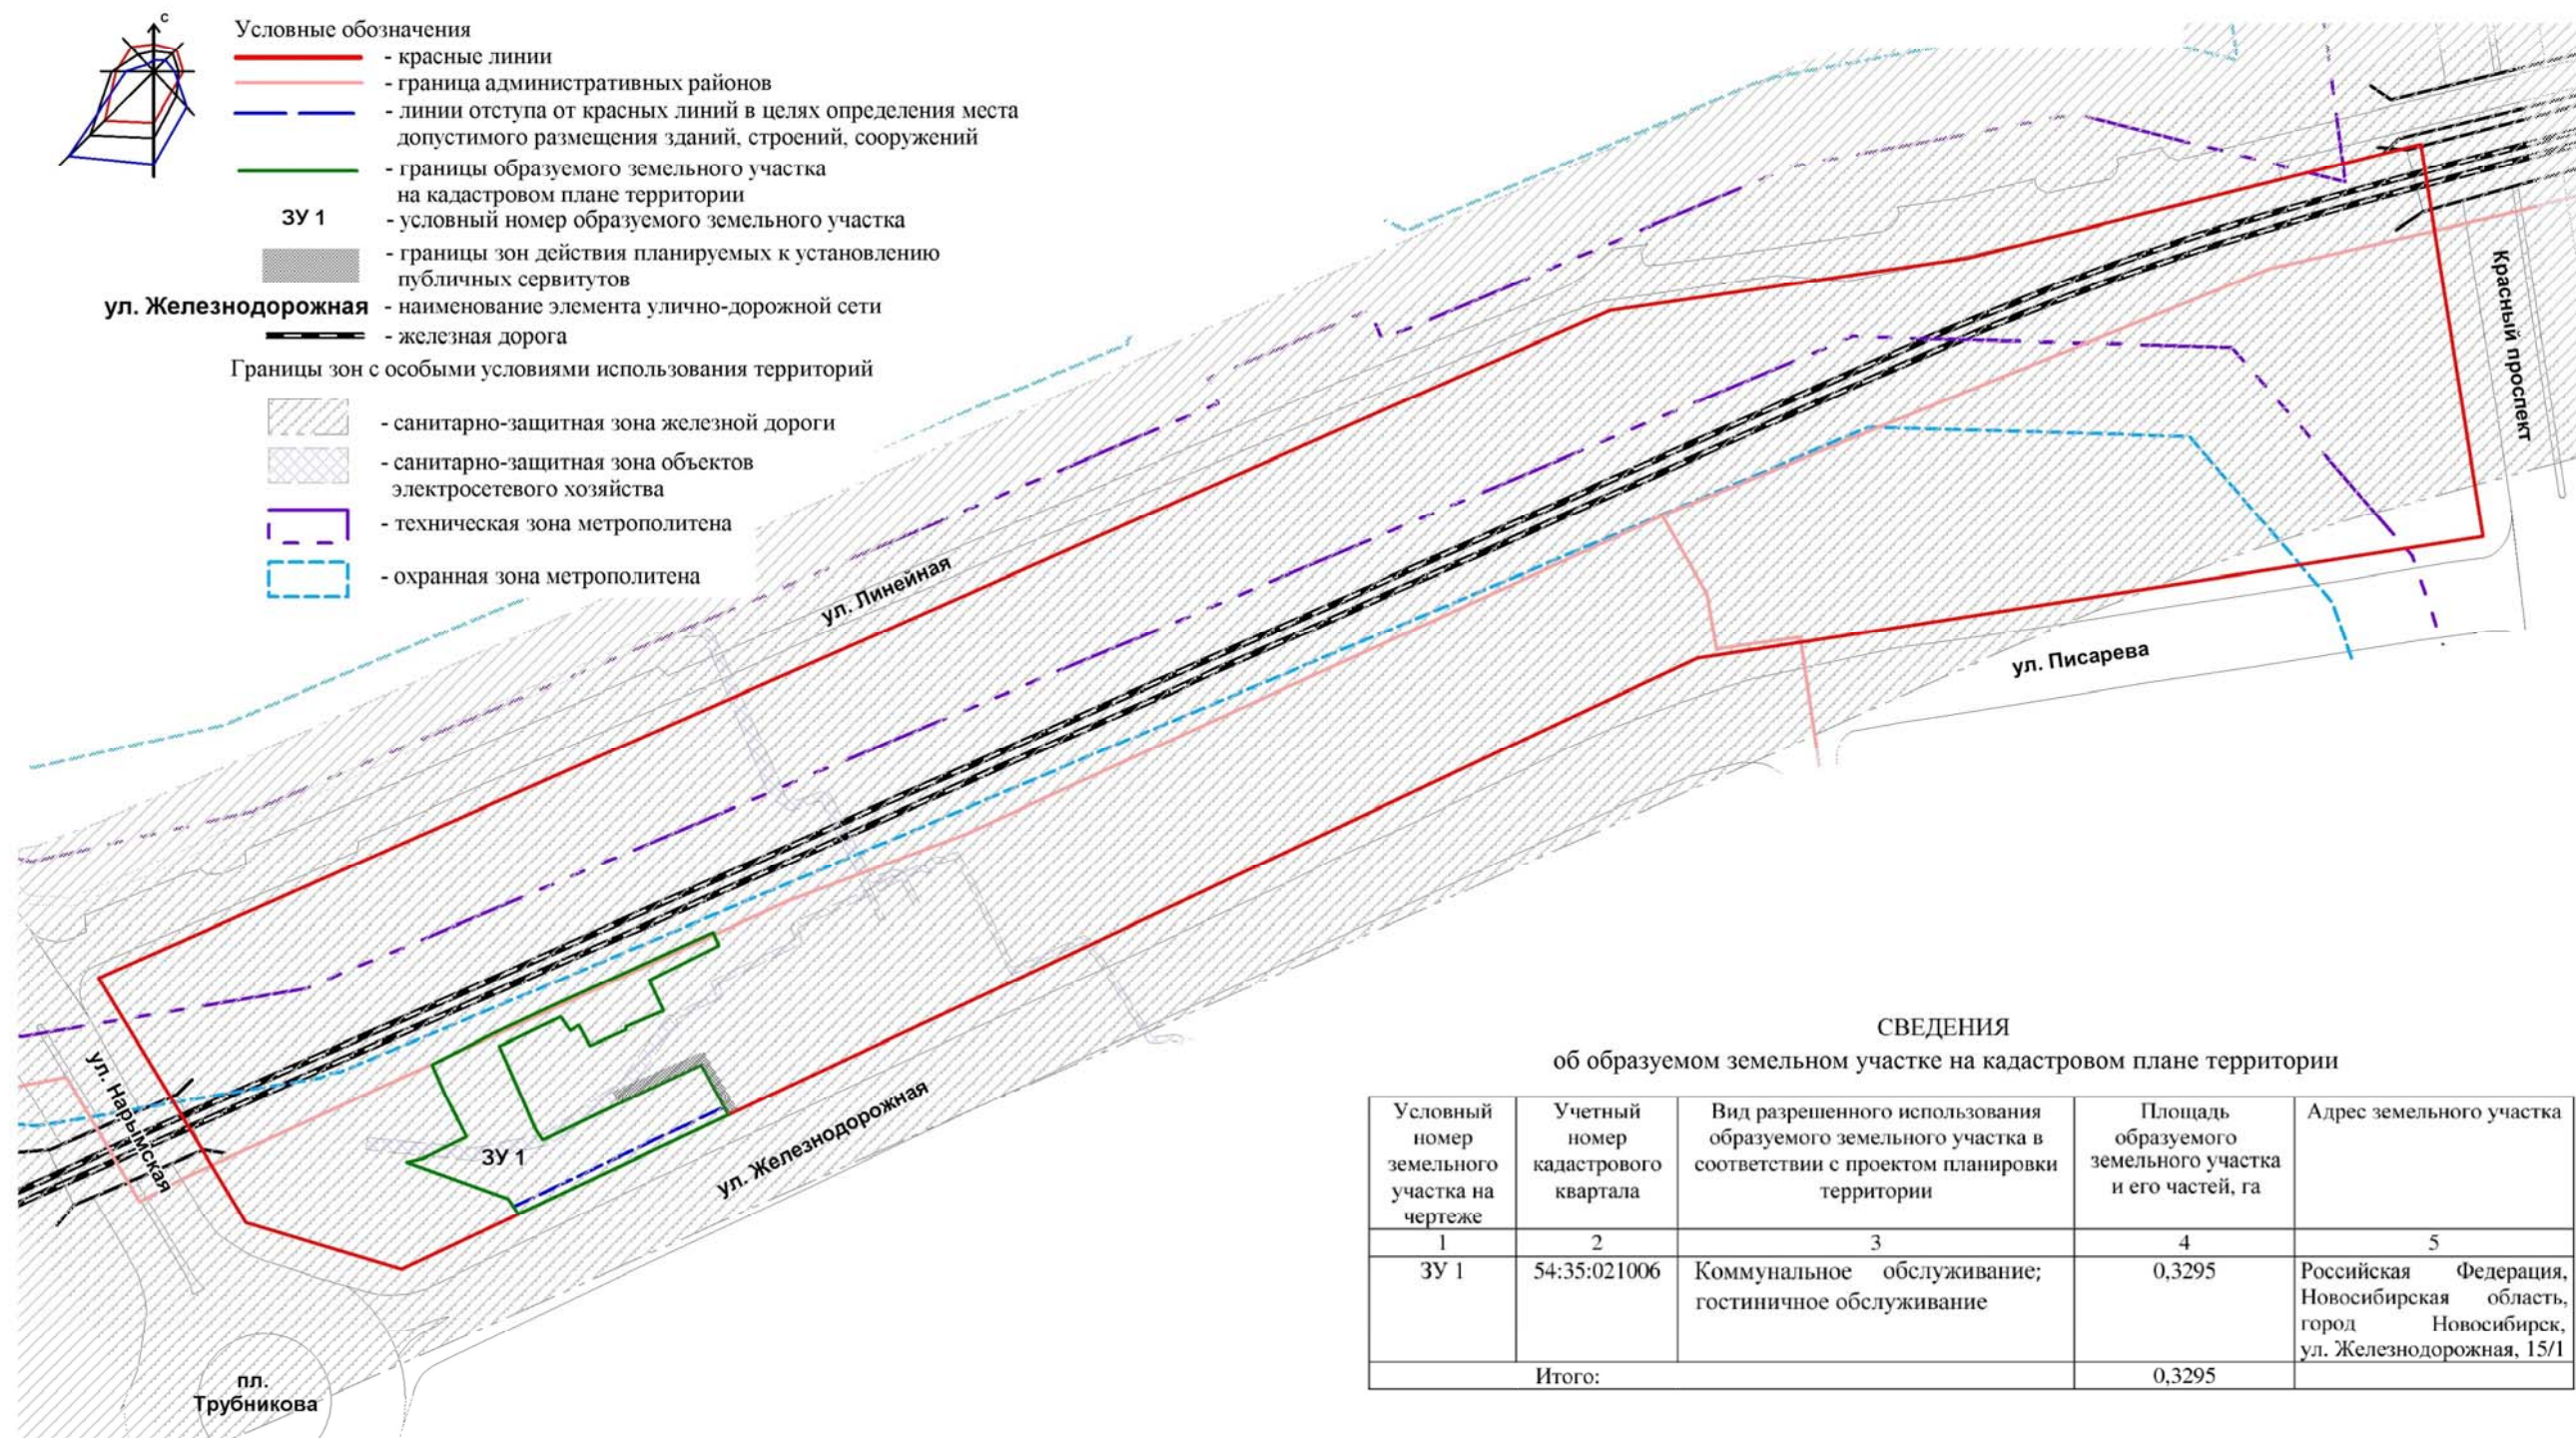 С
Условные обозначения
- красные линии
- граница административных районов
- линии отступа от красных линий в целях определения места
допустимого размещения зданий, строений, сооружений
- границы образуемого земельного участка
на кадастровом плане территории
ЗУ 1 - условный номер образуемого земельного участка
- границы зон действия планируемых к установлению
публичных сервитутов
ул. Железнодорожная - наименование элемента улично-дорожной сети
- железная дорога
Границы зон с особыми условиями использования территорий
- санитарно-защитная зона железной дороги
- санитарно-защитная зона объектов
электросетевого хозяйства
- техническая зона метрополитена
- охранная зона метрополитена
Красный проспект
ул. Линейная
ул. Писарева
ул. Нарымская
ЗУ 1
ул. Железнодорожная
пл.
Трубникова
СВЕДЕНИЯ
об образуемом земельном участке на кадастровом плане территории
Условный
номер
земельного
участка на
чертеже
Учетный
номер
кадастрового
квартала
Вид разрешенного использования
образуемого земельного участка в
соответствии с проектом планировки
территории
Площадь
образуемого
земельного участка
и его частей, га
Адрес земельного участка
1 2 3 4 5
ЗУ 1
54:35:021006
Коммунальное обслуживание;
гостиничное обслуживание
0,3295
Российская Федерация,
Новосибирская область,
город Новосибирск,
ул. Железнодорожная, 15/1
Итого: 0,3295